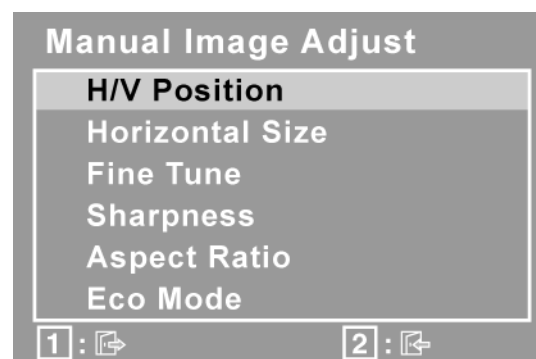 Manual Image Adjust
H/V Position
Horizontal Size
Fine Tune
Sharpness
Aspect Ratio
Eco Mode
1 : 2 :